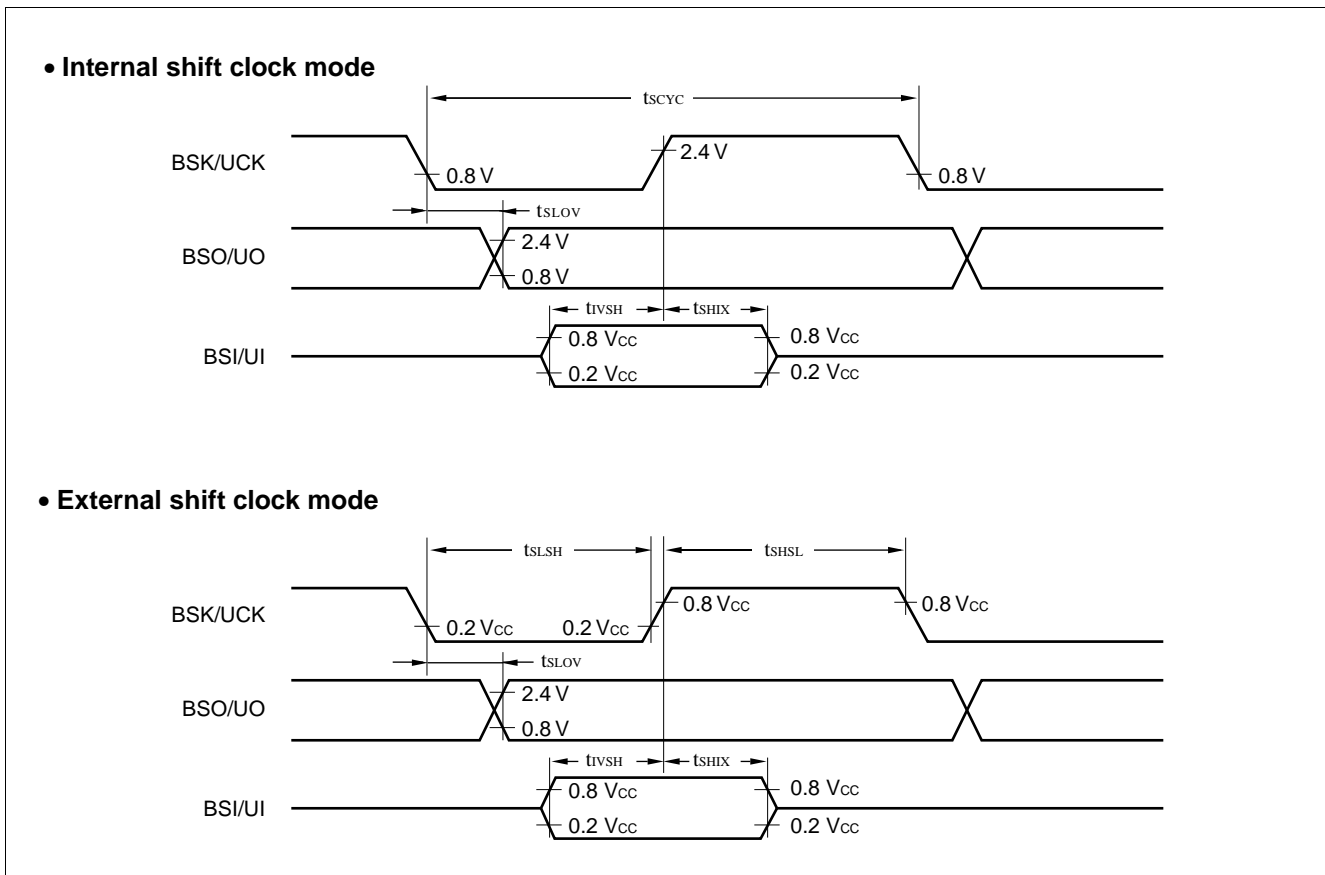 • Internal shift clock mode
tSCYC
BSK/UCK
2.4 V
0.8 V
0.8 V
tSLOV
BSO/UO
2.4 V
0.8 V
tIVSH
tSHIX
BSI/UI
0.8 VCC
0.8 VCC
0.2 VCC
0.2 VCC
• External shift clock mode
tSLSH
tSHSL
BSK/UCK
0.8 VCC
0.8 VCC
0.2 VCC
0.2 VCC
tSLOV
BSO/UO
2.4 V
0.8 V
tIVSH
tSHIX
BSI/UI
0.8 VCC
0.8 VCC
0.2 VCC
0.2 VCC